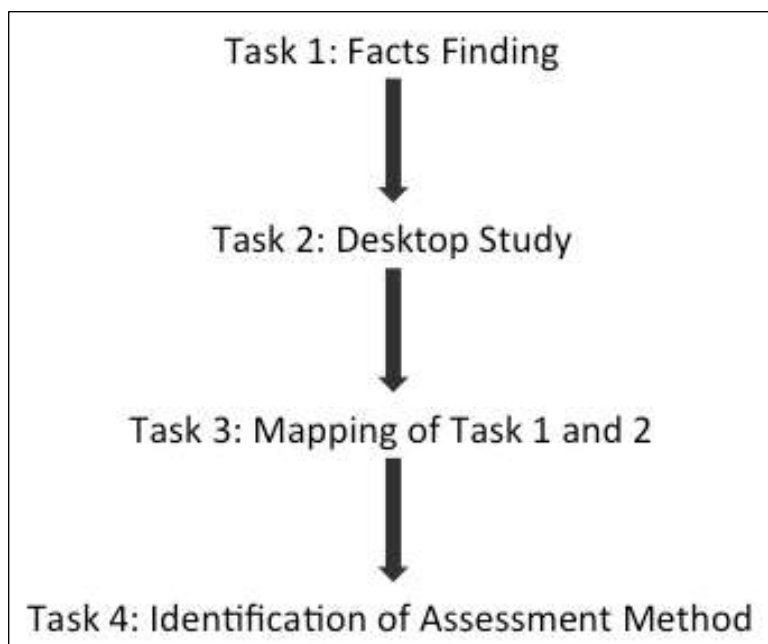 Task 1: Facts Finding
Task 2: Desktop Study
Task 3: Mapping of Task 1 and 2
Task 4: Identification of Assessment Method